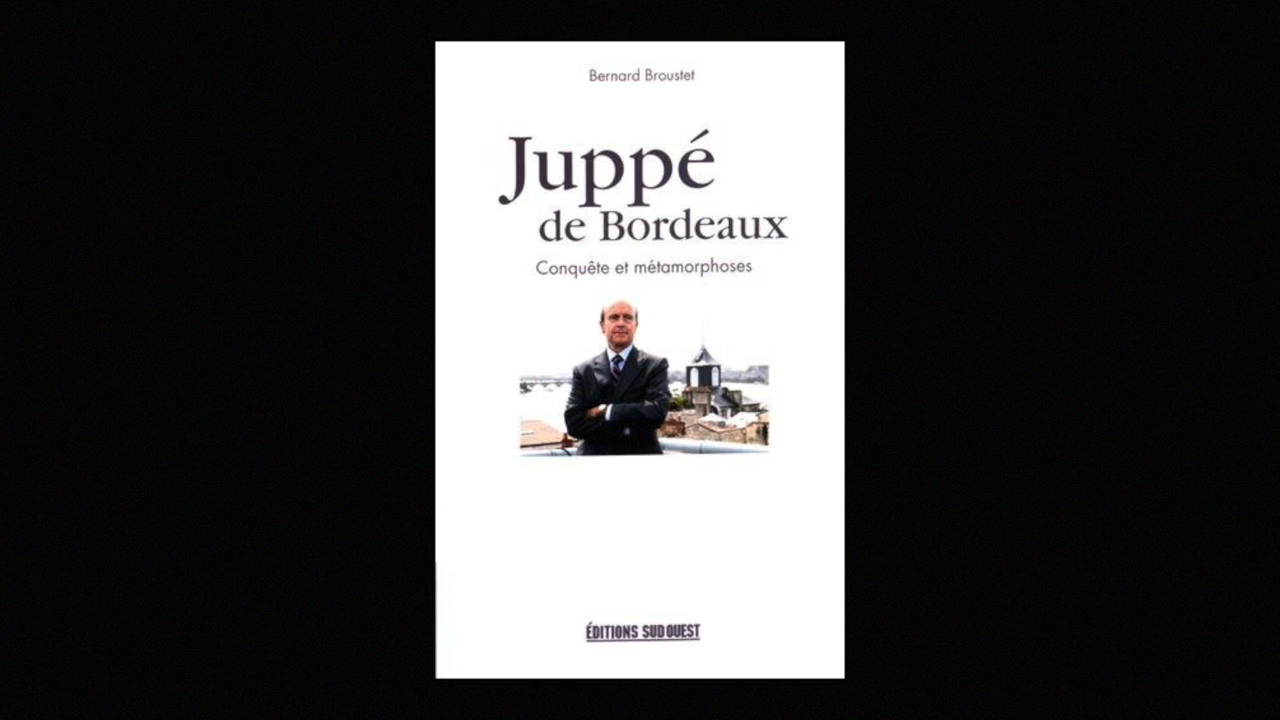 Bernard Broustet
Juppé
de Bordeaux
Conquête et métamorphoses
ÉDITIONS SUD OUEST